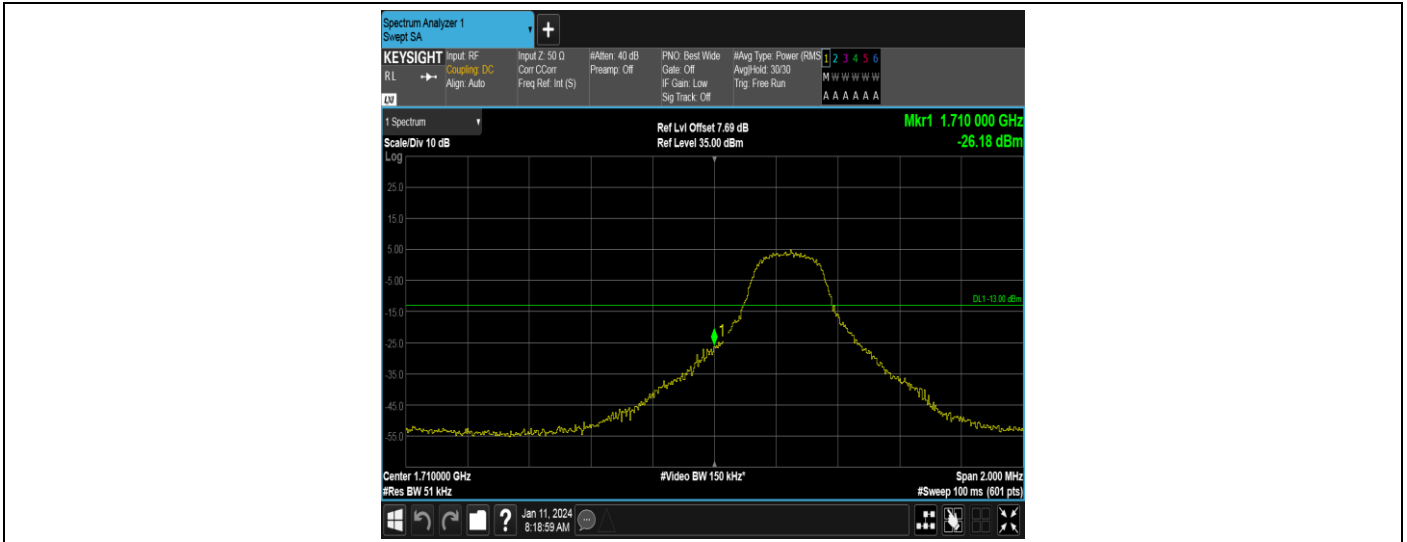 Spectrum Analyzer 1
Swept SA
+
KEYSIGHT
RL
LXI
Input: RF
Coupling: DC
Align: Auto
Input Z: 50 Ω
Corr CCorr
Freq Ref: Int (S)
#Atten: 40 dB
Preamp: Off
PNO: Best Wide
Gate: Off
IF Gain: Low
Sig Track: Off
#Avg Type: Power (RMS
Avg|Hold: 30/30
Trig: Free Run
1 2 3 4 5 6
M W W W W W
A A A A A A
1 Spectrum
Scale/Div 10 dB
Ref Lvl Offset 7.69 dB
Ref Level 35.00 dBm
Mkr1 1.710 000 GHz
-26.18 dBm
Log
25.0
15.0
5.00
-5.00
-15.0
-25.0
-35.0
-45.0
-55.0
DL1 -13.00 dBm
1
Center 1.710000 GHz
#Res BW 51 kHz
#Video BW 150 kHz*
Span 2.000 MHz
#Sweep 100 ms (601 pts)
?
Jan 11, 2024
8:18:59 AM